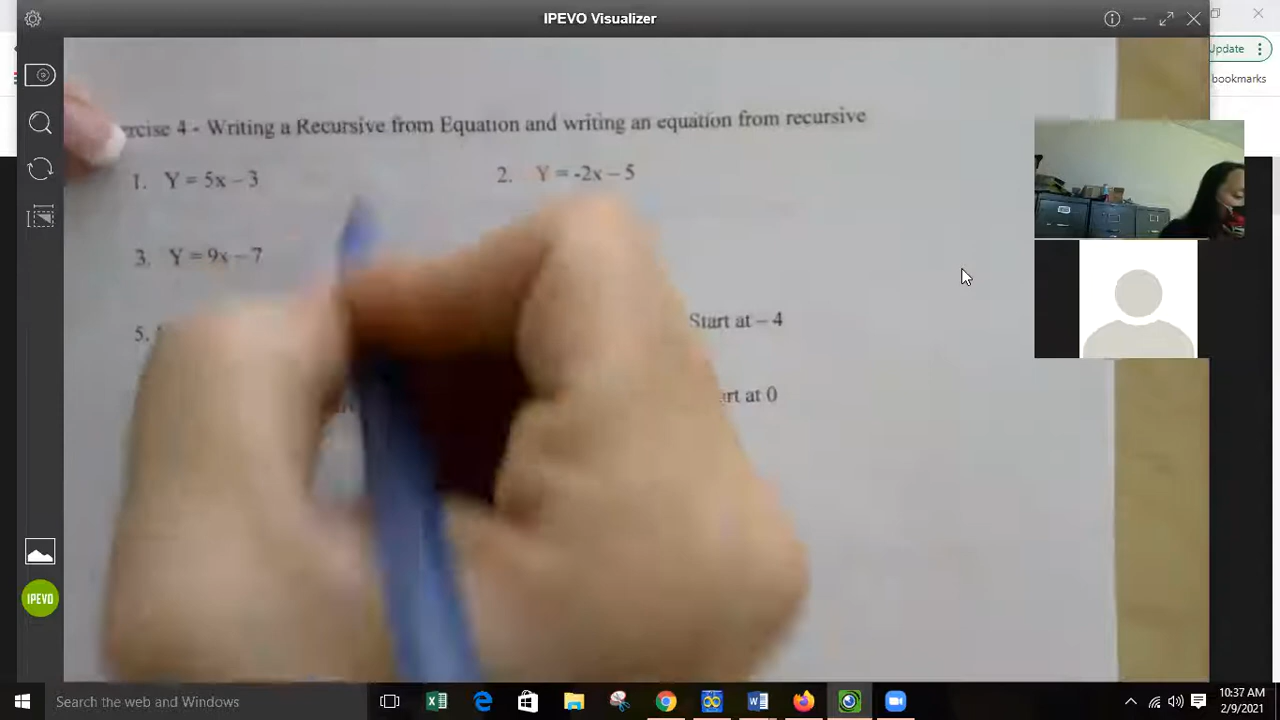 IPEVO Visualizer
Update
bookmarks
rcise 4 - Writing a Recursive from Equation and writing an equation from recursive
1. Y = 5x – 3
2. Y = -2x – 5
3. Y = 9x – 7
5.
Start at – 4
rt at 0
IPEVO
Search the web and Windows
10:37 AM
2/9/2021